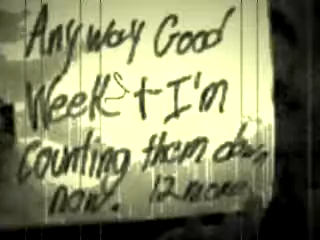 Anyway Good
Week & I'm
Counting them down
now. 12 more